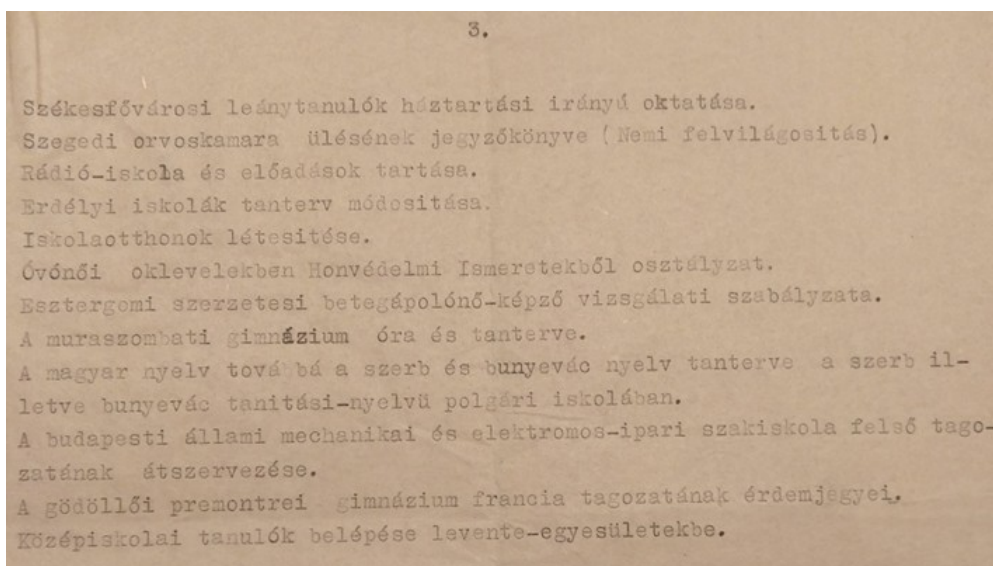 3.
Székesfővárosi leánytanulók háztartási irányú oktatása.
Szegedi orvoskamara ülésének jegyzőkönyve ( Nemi felvilágositás).
Rádió-iskola és előadások tartása.
Erdélyi iskolák tanterv módositása.
Iskolaotthonok létesitése.
Óvónői oklevelekben Honvédelmi Ismeretekből osztályzat.
Esztergomi szerzetesi betegápolónő-képző vizsgálati szabályzata.
A muraszombati gimnázium óra és tanterve.
A magyar nyelv tová bá a szerb és bunyevác nyelv tanterve a szerb il-
letve bunyevác tanitási-nyelvü polgári iskolában.
A budapesti állami mechanikai és elektromos-ipari szakiskola felső tago-
zatának átszervezése.
A gödöllői premontrei gimnázium francia tagozatának érdemjegyei.
Középiskolai tanulók belépése levente-egyesületekbe.